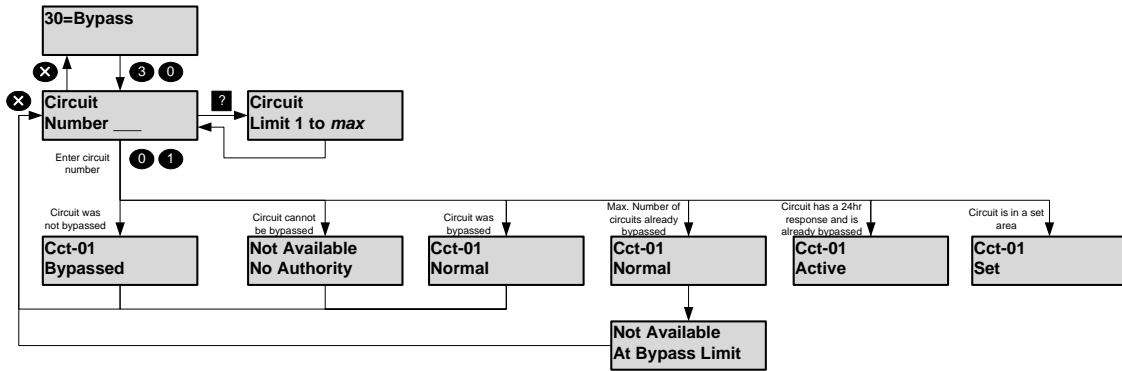 30=Bypass
3 0
Circuit
Number ___
?
Circuit
Limit 1 to max
Enter circuit
number
0 1
Circuit was
not bypassed
Cct-01
Bypassed
Circuit cannot
be bypassed
Not Available
No Authority
Circuit was
bypassed
Cct-01
Normal
Max. Number of
circuits already
bypassed
Cct-01
Normal
Circuit has a 24hr
response and is
already bypassed
Cct-01
Active
Circuit is in a set
area
Cct-01
Set
Not Available
At Bypass Limit